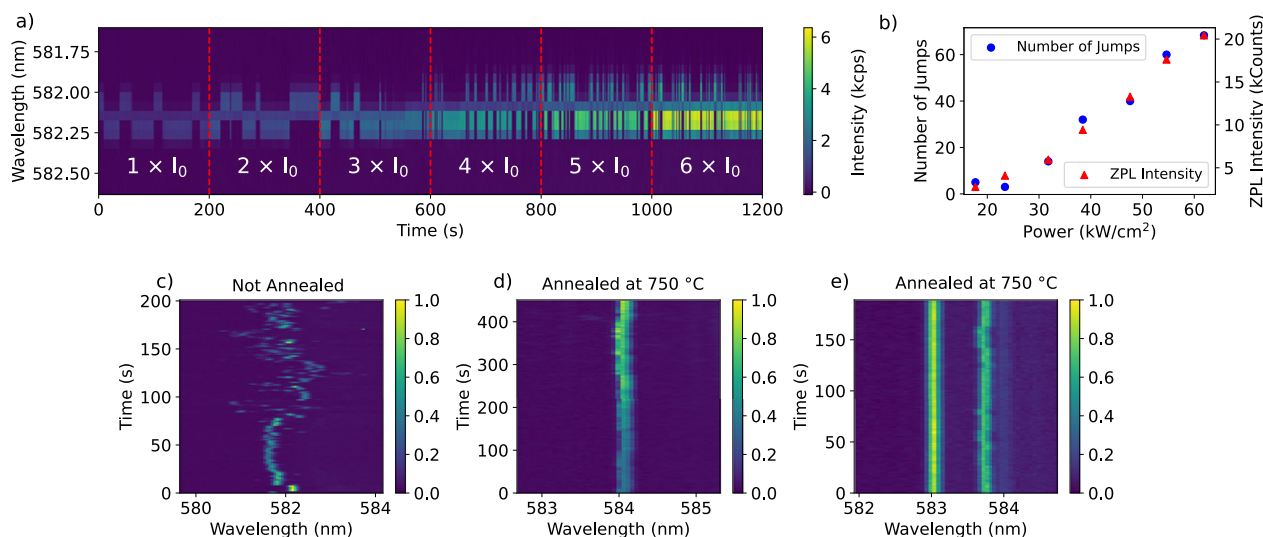 a)
581.75
582.00
582.25
582.50
Wavelength (nm)
1 × I₀
2 × I₀
3 × I₀
4 × I₀
5 × I₀
6 × I₀
0
200
400
600
800
1000
1200
Time (s)
6
4
2
0
Intensity (kcps)
b)
Number of Jumps
ZPL Intensity
60
40
20
0
Number of Jumps
20
15
10
5
ZPL Intensity (kCounts)
20
30
40
50
60
Power (kW/cm²)
c)
Not Annealed
200
150
100
50
0
Time (s)
580
582
584
Wavelength (nm)
1.0
0.8
0.6
0.4
0.2
0.0
d)
Annealed at 750 °C
400
300
200
100
0
Time (s)
583
584
585
Wavelength (nm)
1.0
0.8
0.6
0.4
0.2
0.0
e)
Annealed at 750 °C
150
100
50
0
Time (s)
582
583
584
Wavelength (nm)
1.0
0.8
0.6
0.4
0.2
0.0